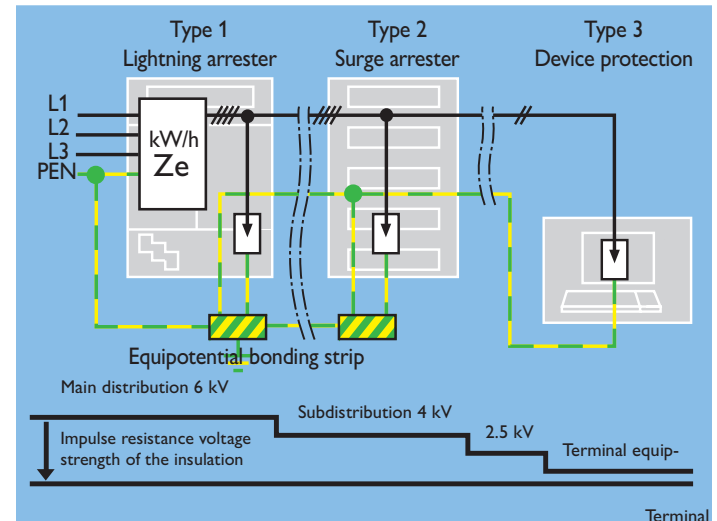 Type 1
Lightning arrester
Type 2
Surge arrester
Type 3
Device protection
L1
L2
L3
PEN
kW/h
Ze
Equipotential bonding strip
Main distribution 6 kV
Subdistribution 4 kV
2.5 kV
Terminal equip-
Impulse resistance voltage
strength of the insulation
Terminal